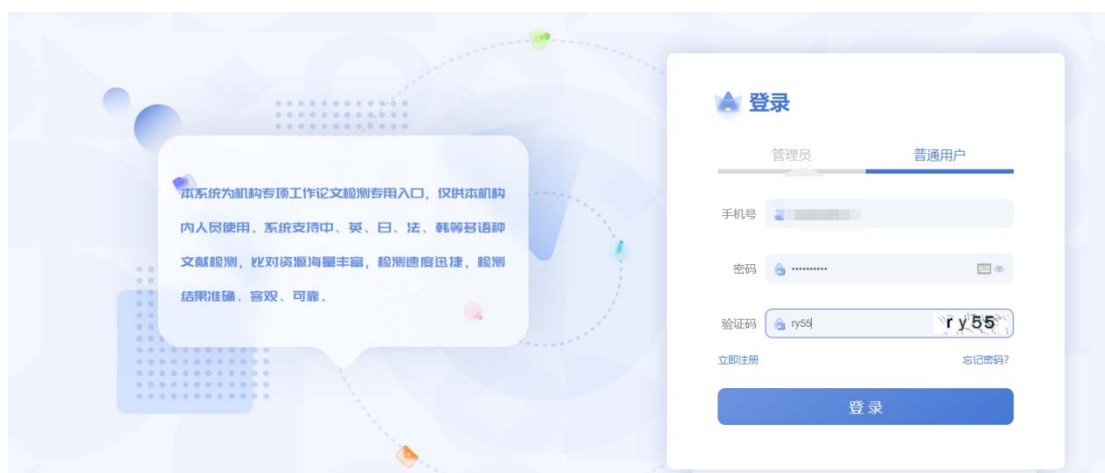 登录
管理员 普通用户
本系统为机构专项工作论文检测专用入口，仅供本机构
内人员使用。系统支持中、英、日、法、韩等多语种
文献检测，比对资源海量丰富，检测速度迅捷，检测
结果准确、客观、可靠。
手机号
密码 ••••••••••
验证码 ry55 ry55
立即注册 忘记密码?
登录